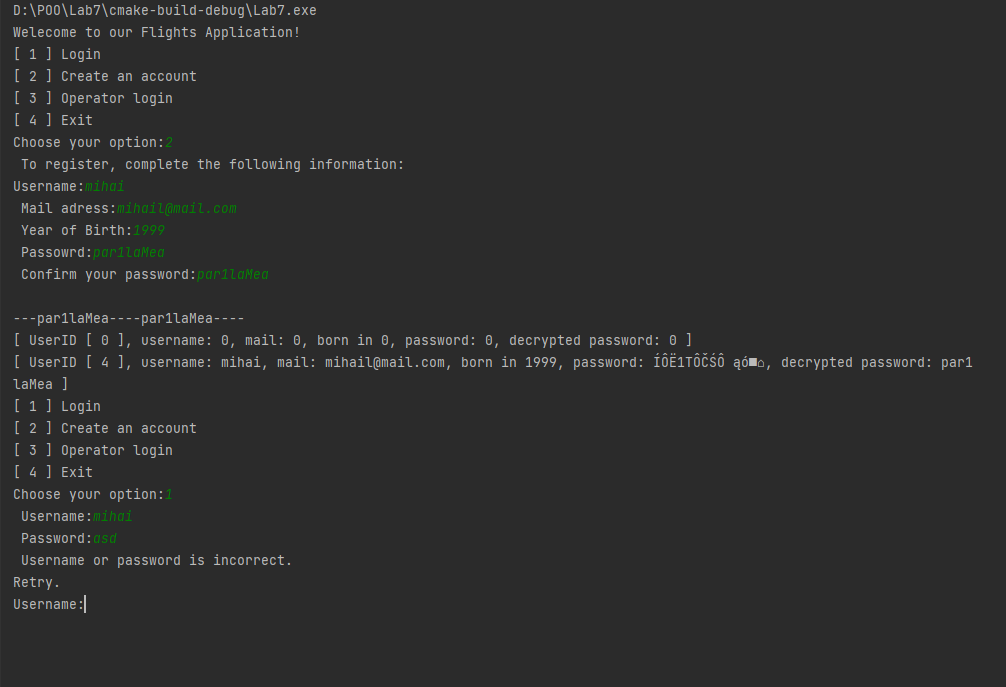 D:\POO\Lab7\cmake-build-debug\Lab7.exe
Welecome to our Flights Application!
[ 1 ] Login
[ 2 ] Create an account
[ 3 ] Operator login
[ 4 ] Exit
Choose your option:2
To register, complete the following information:
Username:mihai
Mail adress:mihail@mail.com
Year of Birth:1999
Passowrd:par1laMea
Confirm your password:par1laMea
---par1laMea----par1laMea----
[ UserID [ 0 ], username: 0, mail: 0, born in 0, password: 0, decrypted password: 0 ]
[ UserID [ 4 ], username: mihai, mail: mihail@mail.com, born in 1999, password: ÍÔË1TÔČŚÔ ąó■⌂, decrypted password: par1
laMea ]
[ 1 ] Login
[ 2 ] Create an account
[ 3 ] Operator login
[ 4 ] Exit
Choose your option:1
Username:mihai
Password:asd
Username or password is incorrect.
Retry.
Username: